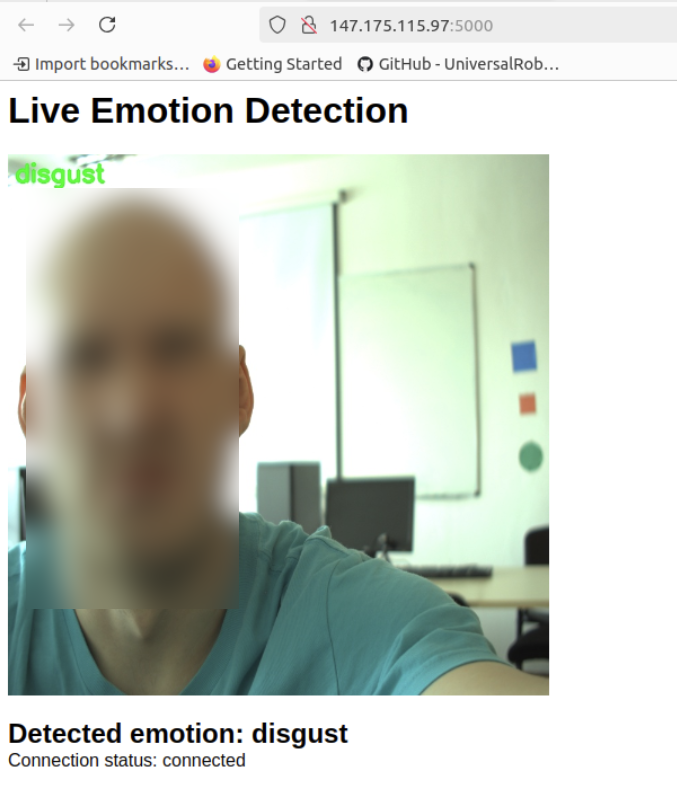 147.175.115.97:5000
Import bookmarks... Getting Started GitHub - UniversalRob...
Live Emotion Detection
disgust
Detected emotion: disgust
Connection status: connected